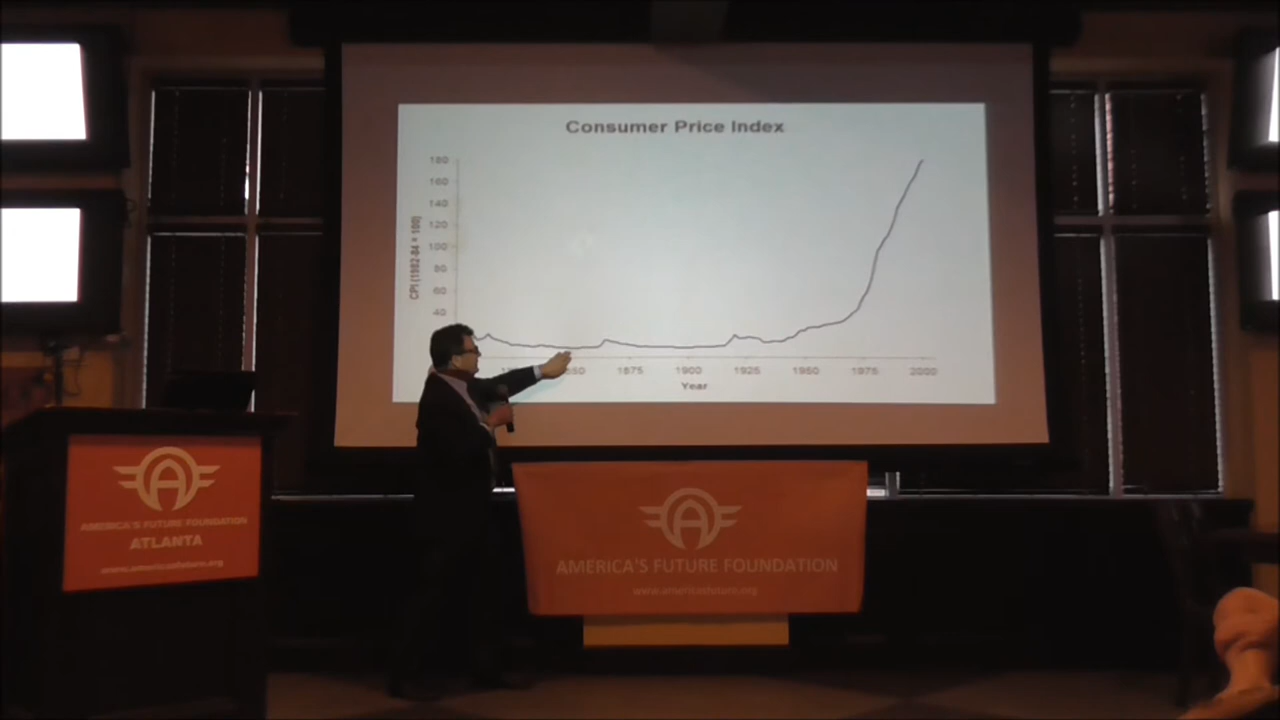 Consumer Price Index
180
160
140
120
100
80
60
40
CPI (1982-84 = 100)
1875
1900
1925
1950
1975
2000
Year
A
AMERICA'S FUTURE FOUNDATION
ATLANTA
www.americasfuture.org
A
AMERICA'S FUTURE FOUNDATION
www.americasfuture.org